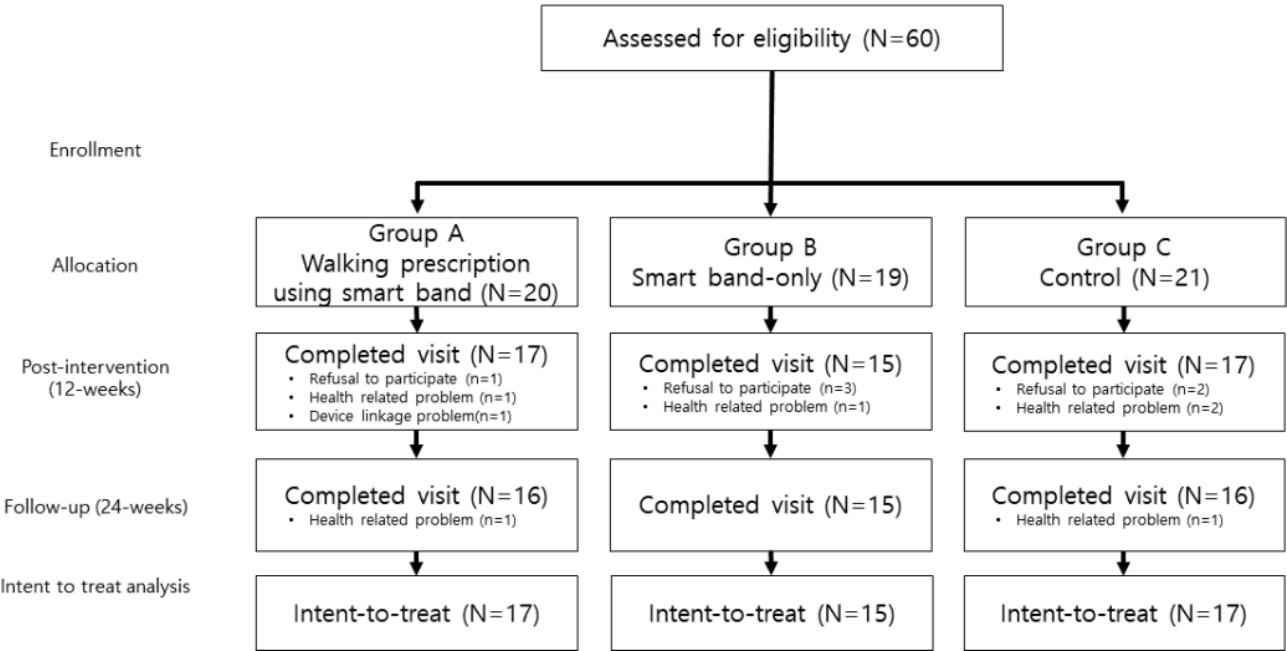 Assessed for eligibility (N=60)
Enrollment
Allocation
Group A
Walking prescription
using smart band (N=20)
Group B
Smart band-only (N=19)
Group C
Control (N=21)
Post-intervention
(12-weeks)
Completed visit (N=17)
• Refusal to participate (n=1)
• Health related problem (n=1)
• Device linkage problem(n=1)
Completed visit (N=15)
• Refusal to participate (n=3)
• Health related problem (n=1)
Completed visit (N=17)
• Refusal to participate (n=2)
• Health related problem (n=2)
Follow-up (24-weeks)
Completed visit (N=16)
• Health related problem (n=1)
Completed visit (N=15)
Completed visit (N=16)
• Health related problem (n=1)
Intent to treat analysis
Intent-to-treat (N=17)
Intent-to-treat (N=15)
Intent-to-treat (N=17)